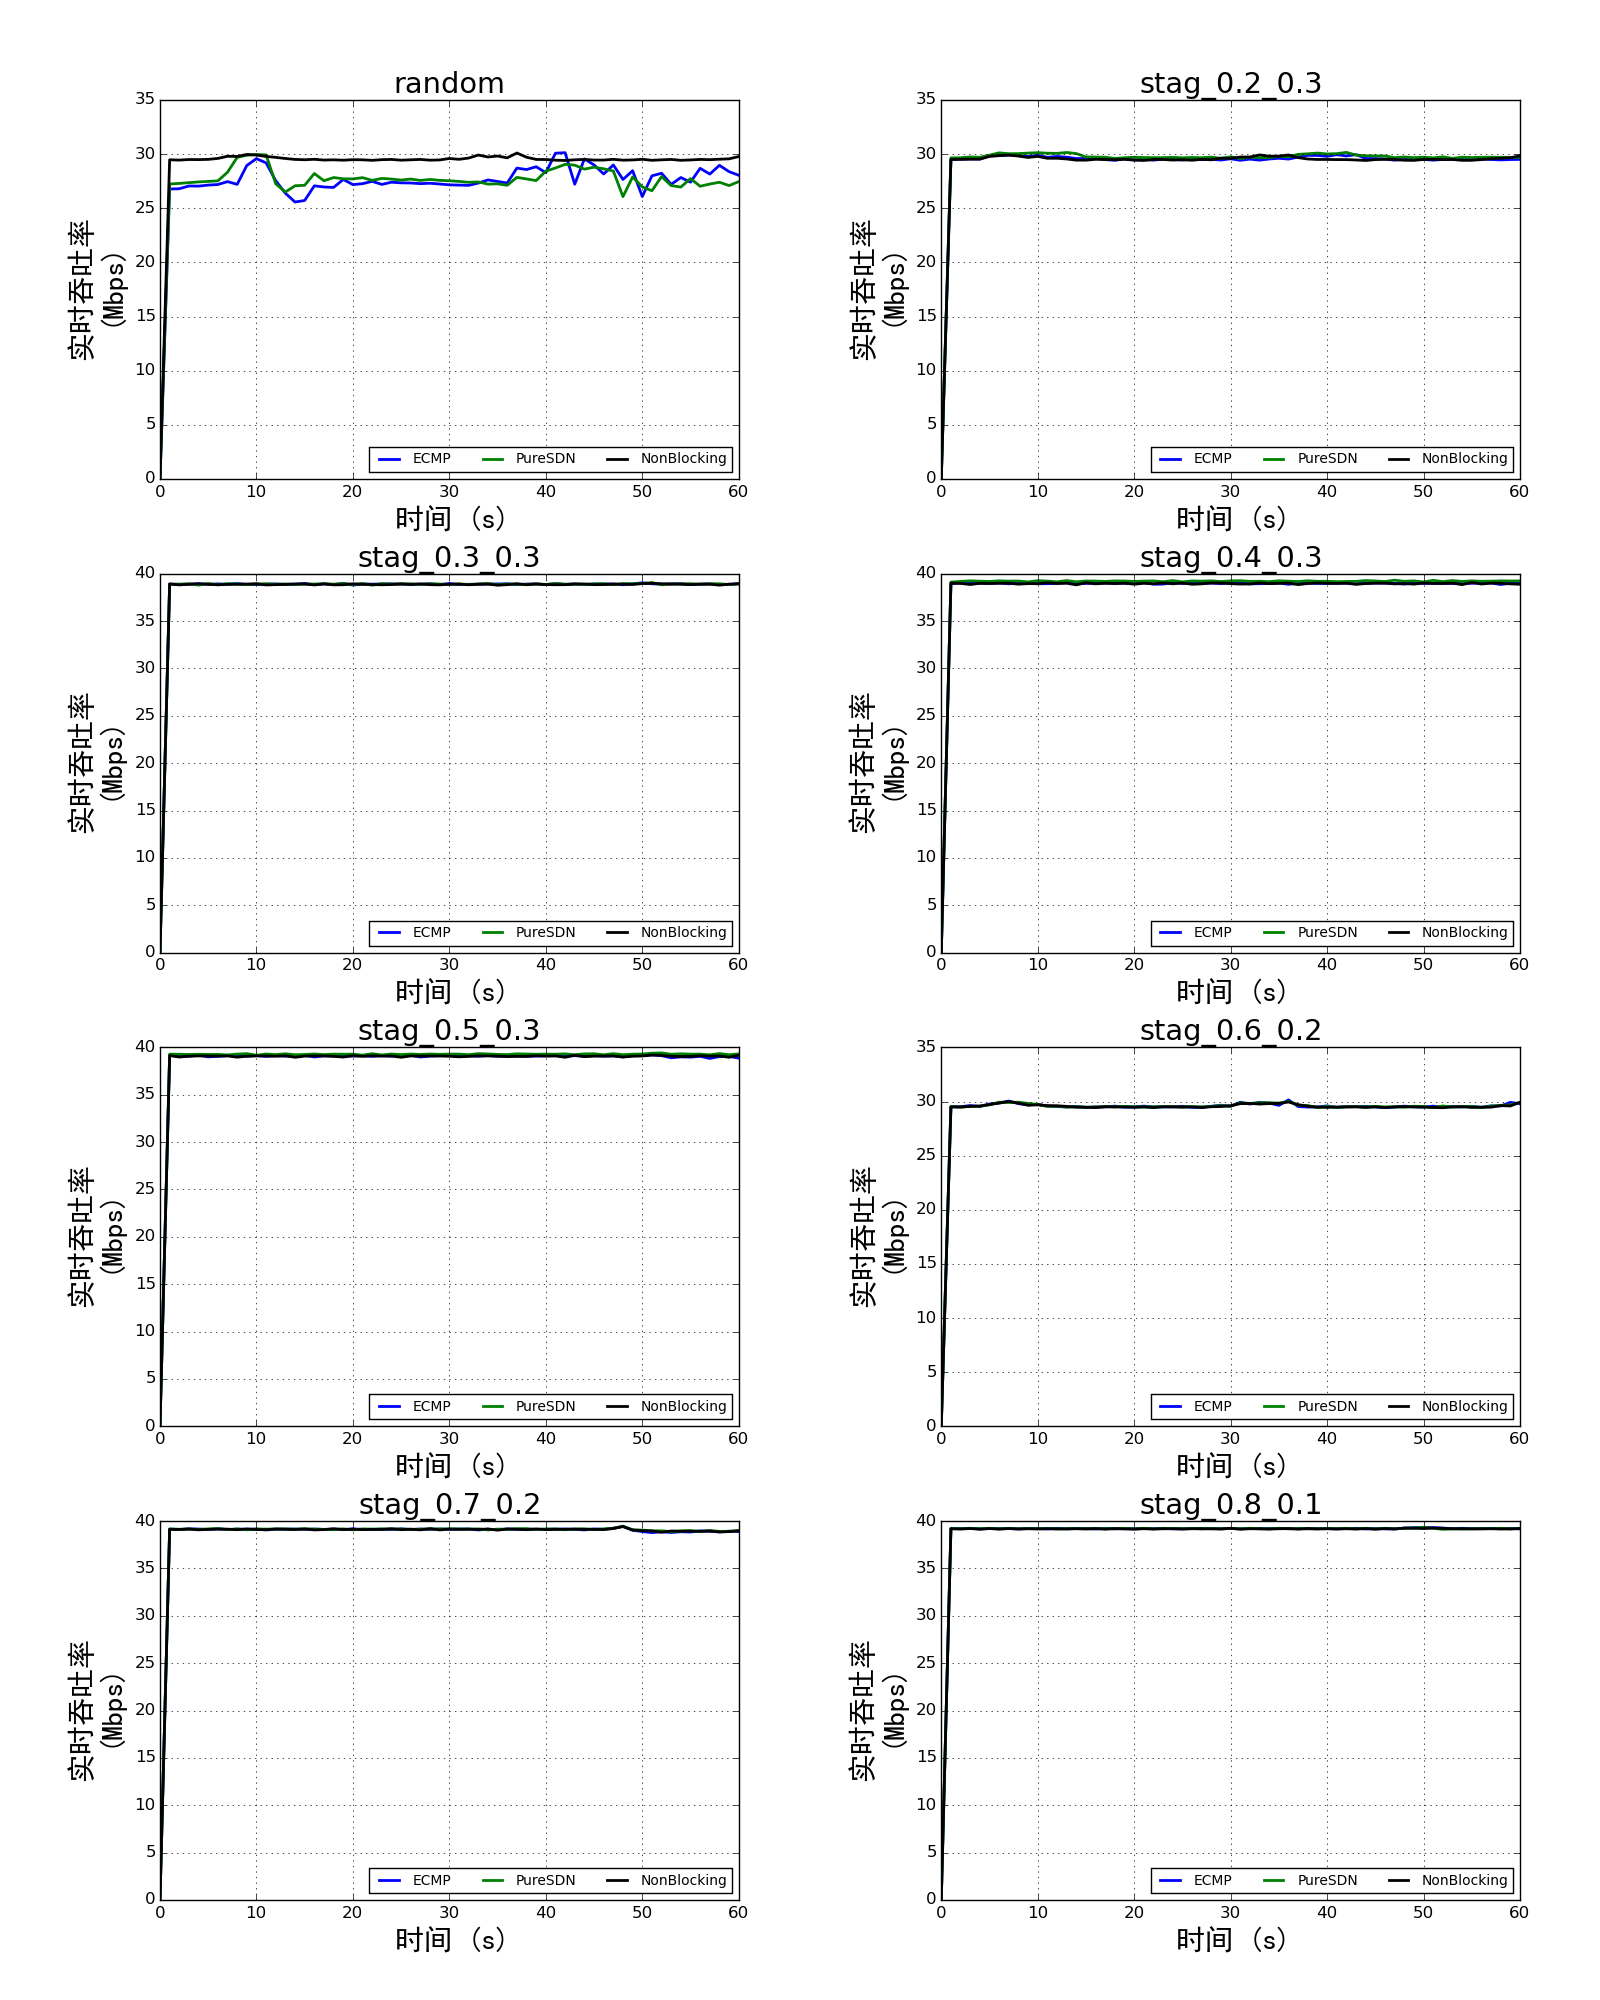 random
35
30
25
20
15
10
5
0
实时吞吐率
(Mbps)
ECMP PureSDN NonBlocking
0 10 20 30 40 50 60
时间 (s)
stag_0.2_0.3
35
30
25
20
15
10
5
0
实时吞吐率
(Mbps)
ECMP PureSDN NonBlocking
0 10 20 30 40 50 60
时间 (s)
stag_0.3_0.3
40
35
30
25
20
15
10
5
0
实时吞吐率
(Mbps)
ECMP PureSDN NonBlocking
0 10 20 30 40 50 60
时间 (s)
stag_0.4_0.3
40
35
30
25
20
15
10
5
0
实时吞吐率
(Mbps)
ECMP PureSDN NonBlocking
0 10 20 30 40 50 60
时间 (s)
stag_0.5_0.3
40
35
30
25
20
15
10
5
0
实时吞吐率
(Mbps)
ECMP PureSDN NonBlocking
0 10 20 30 40 50 60
时间 (s)
stag_0.6_0.2
35
30
25
20
15
10
5
0
实时吞吐率
(Mbps)
ECMP PureSDN NonBlocking
0 10 20 30 40 50 60
时间 (s)
stag_0.7_0.2
40
35
30
25
20
15
10
5
0
实时吞吐率
(Mbps)
ECMP PureSDN NonBlocking
0 10 20 30 40 50 60
时间 (s)
stag_0.8_0.1
40
35
30
25
20
15
10
5
0
实时吞吐率
(Mbps)
ECMP PureSDN NonBlocking
0 10 20 30 40 50 60
时间 (s)